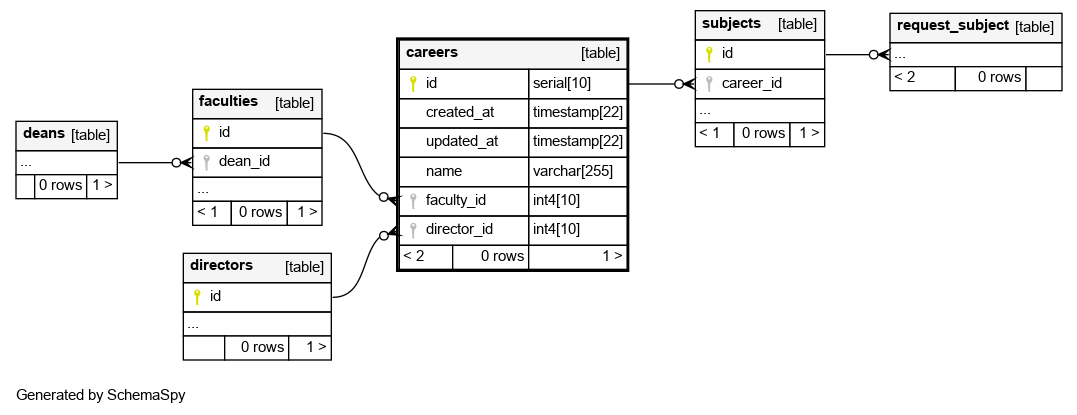 deans [table]
...
0 rows 1 >
faculties [table]
id
dean_id
...
< 1 0 rows 1 >
directors [table]
id
...
0 rows 1 >
careers [table]
id serial[10]
created_at timestamp[22]
updated_at timestamp[22]
name varchar[255]
faculty_id int4[10]
director_id int4[10]
< 2 0 rows 1 >
subjects [table]
id
career_id
...
< 1 0 rows 1 >
request_subject [table]
...
< 2 0 rows
Generated by SchemaSpy